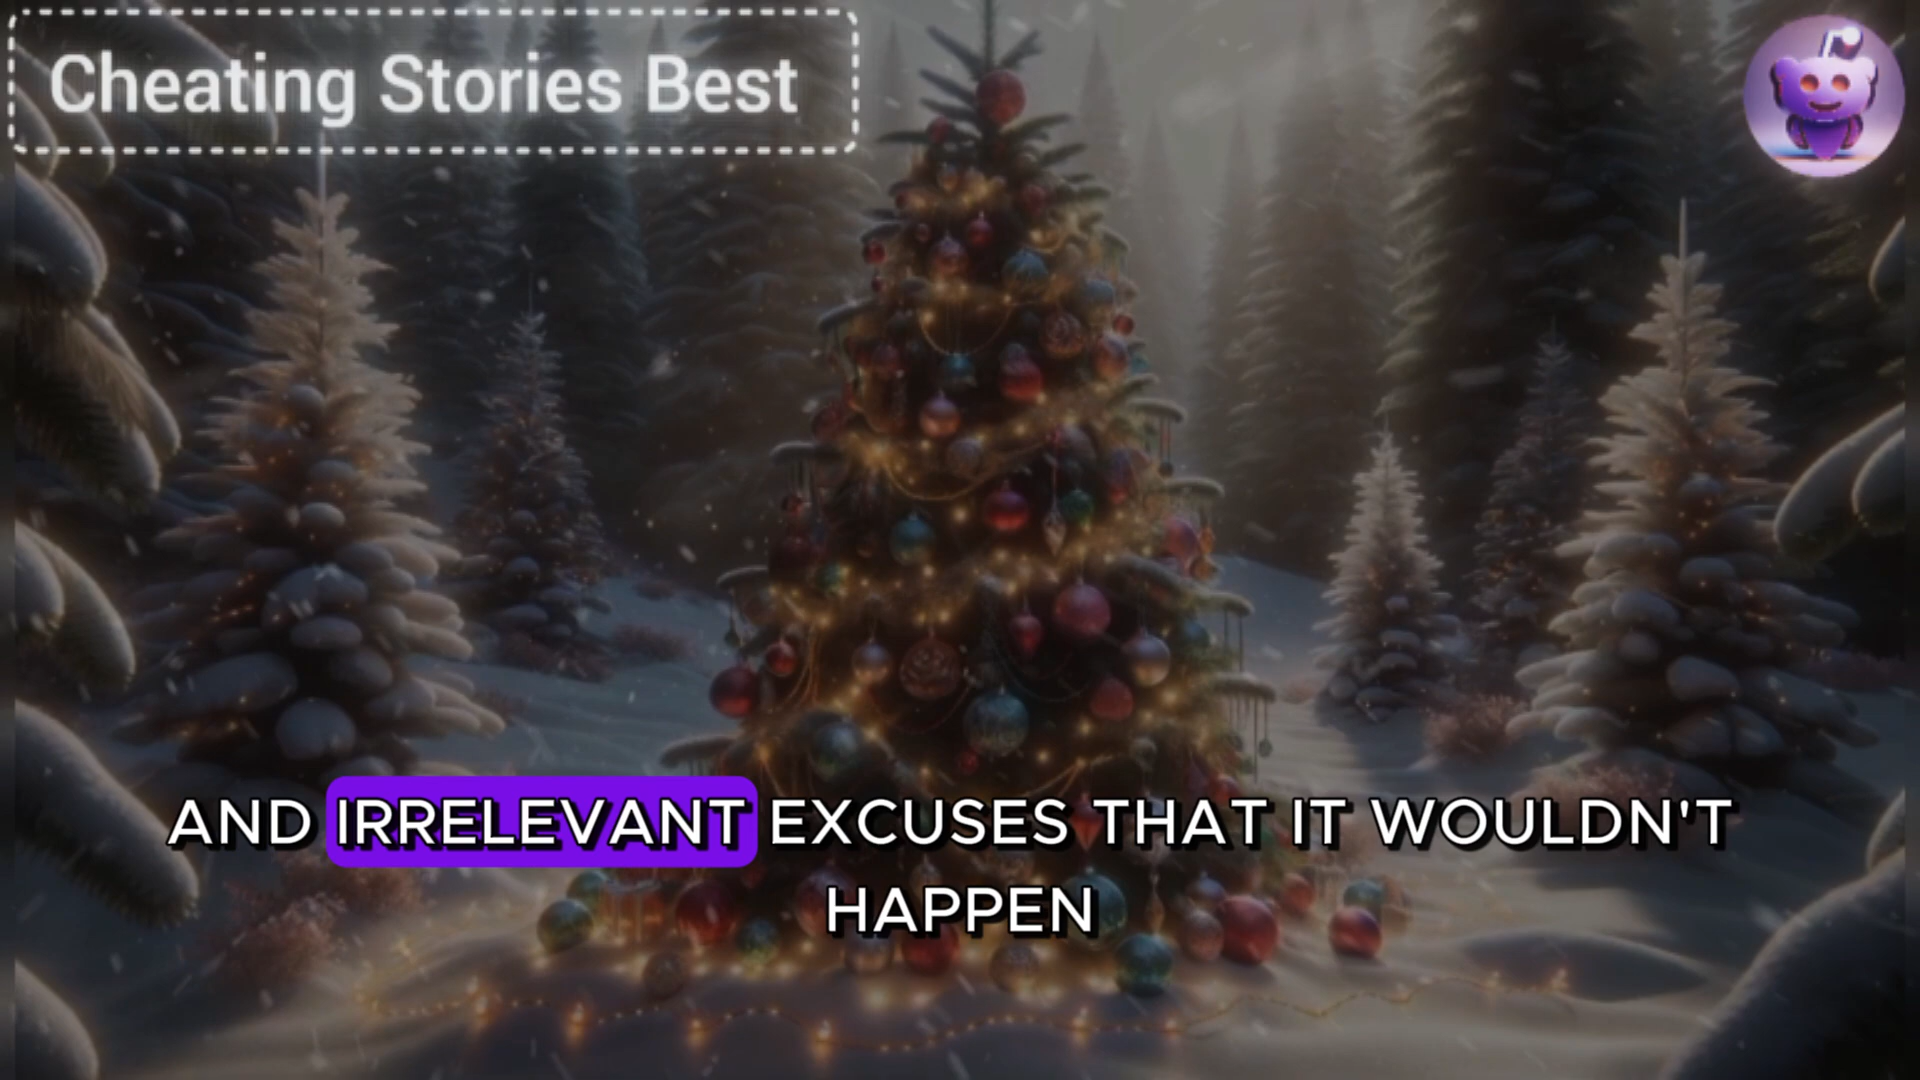 Cheating Stories Best
AND IRRELEVANT EXCUSES THAT IT WOULDN'T
HAPPEN